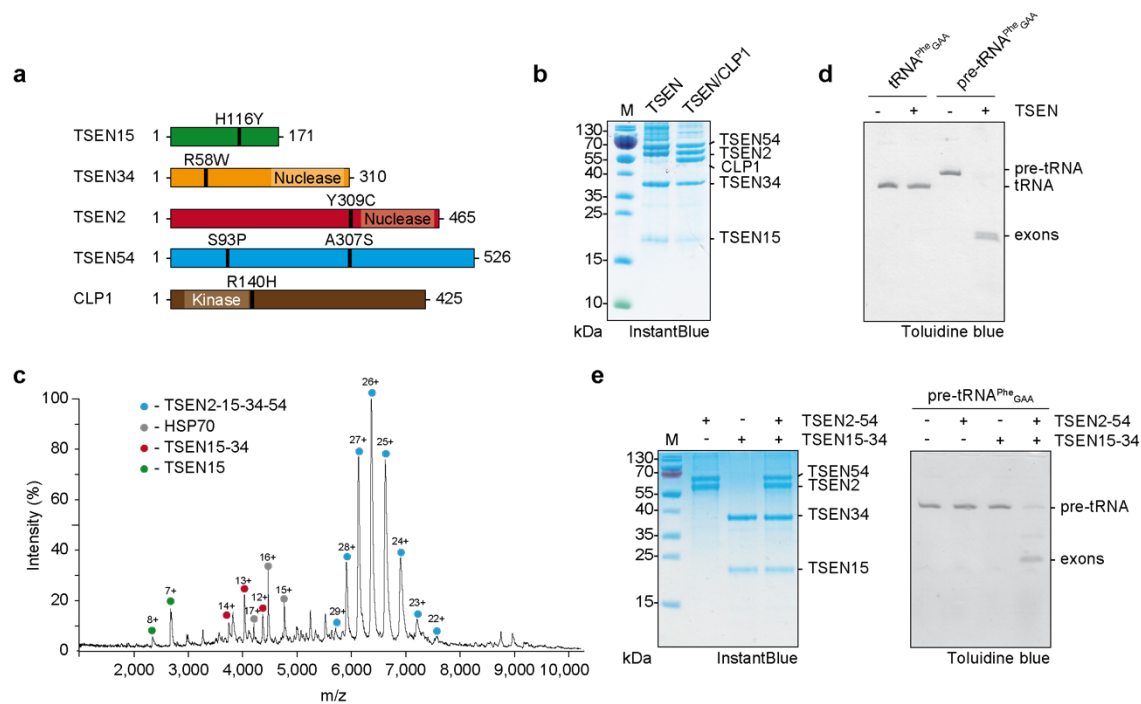 a
H116Y
TSEN15 1 171
R58W
TSEN34 1 Nuclease 310
Y309C
TSEN2 1 Nuclease 465
S93P A307S
TSEN54 1 526
R140H
CLP1 1 Kinase 425
b
M TSEN TSEN/CLP1
130
70
55
40
35
25
15
10
TSEN54
TSEN2
CLP1
TSEN34
TSEN15
kDa InstantBlue
d
tRNA^Phe_GAA pre-tRNA^Phe_GAA
- + - + TSEN
pre-tRNA
tRNA
exons
Toluidine blue
c
Intensity (%)
100
80
60
40
20
0
- TSEN2-15-34-54
- HSP70
- TSEN15-34
- TSEN15
8+ 7+ 14+ 13+ 17+ 12+ 16+ 15+ 29+ 28+ 27+ 26+ 25+ 24+ 23+ 22+
2,000 3,000 4,000 5,000 6,000 7,000 8,000 9,000 10,000
m/z
e
+ - + TSEN2-54
M - + + TSEN15-34
130
70
55
40
35
25
15
TSEN54
TSEN2
TSEN34
TSEN15
kDa InstantBlue
pre-tRNA^Phe_GAA
- + - + TSEN2-54
- - + + TSEN15-34
pre-tRNA
exons
Toluidine blue